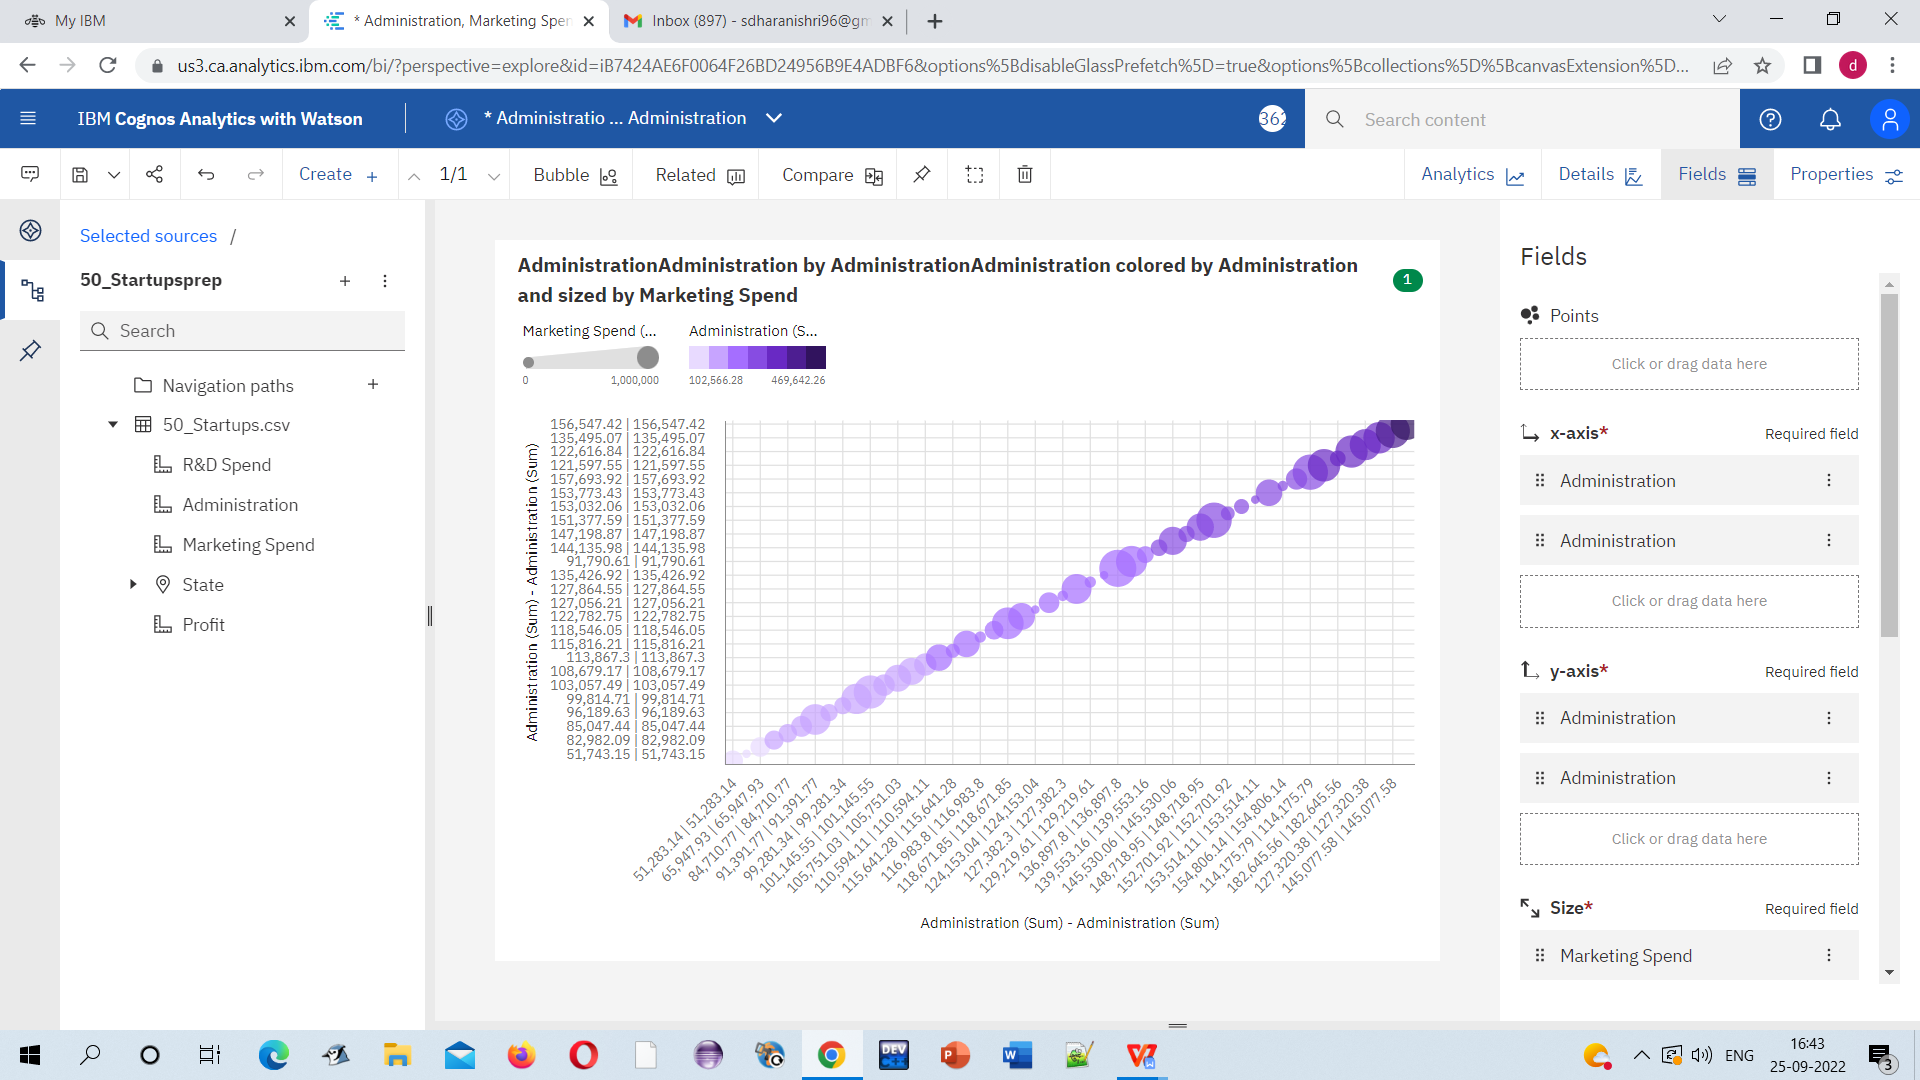 My IBM
* Administration, Marketing Spen
Inbox (897) - sdharanishri96@gm
us3.ca.analytics.ibm.com/bi/?perspective=explore&id=iB7424AE6F0064F26BD24956B9E4ADBF6&options%5BdisableGlassPrefetch%5D=true&options%5Bcollections%5D%5BcanvasExtension%5D...
d
IBM Cognos Analytics with Watson
* Administratio ... Administration
362
Search content
Create
1/1
Bubble
Related
Compare
Analytics
Details
Fields
Properties
Selected sources /
50_Startupsprep
Search
Navigation paths
50_Startups.csv
R&D Spend
Administration
Marketing Spend
State
Profit
AdministrationAdministration by AdministrationAdministration colored by Administration
and sized by Marketing Spend
1
Marketing Spend (...
0
1,000,000
Administration (S...
102,566.28
469,642.26
Administration (Sum) - Administration (Sum)
156,547.42 | 156,547.42
135,495.07 | 135,495.07
122,616.84 | 122,616.84
121,597.55 | 121,597.55
157,693.92 | 157,693.92
153,773.43 | 153,773.43
153,032.06 | 153,032.06
151,377.59 | 151,377.59
147,198.87 | 147,198.87
144,135.98 | 144,135.98
91,790.61 | 91,790.61
135,426.92 | 135,426.92
127,864.55 | 127,864.55
127,056.21 | 127,056.21
122,782.75 | 122,782.75
118,546.05 | 118,546.05
115,816.21 | 115,816.21
113,867.3 | 113,867.3
108,679.17 | 108,679.17
103,057.49 | 103,057.49
99,814.71 | 99,814.71
96,189.63 | 96,189.63
85,047.44 | 85,047.44
82,982.09 | 82,982.09
51,743.15 | 51,743.15
51,283.14 | 51,283.14
65,947.93 | 65,947.93
84,710.77 | 84,710.77
91,391.77 | 91,391.77
99,281.34 | 99,281.34
101,145.55 | 101,145.55
105,751.03 | 105,751.03
110,594.11 | 110,594.11
115,641.28 | 115,641.28
116,983.8 | 116,983.8
118,671.85 | 118,671.85
124,153.04 | 124,153.04
127,382.3 | 127,382.3
129,219.61 | 129,219.61
136,897.8 | 136,897.8
139,553.16 | 139,553.16
145,530.06 | 145,530.06
148,718.95 | 148,718.95
152,701.92 | 152,701.92
153,514.11 | 153,514.11
154,806.14 | 154,806.14
114,175.79 | 114,175.79
182,645.56 | 182,645.56
127,320.38 | 127,320.38
145,077.58 | 145,077.58
Administration (Sum) - Administration (Sum)
Fields
Points
Click or drag data here
x-axis*
Required field
Administration
Administration
Click or drag data here
y-axis*
Required field
Administration
Administration
Click or drag data here
Size*
Required field
Marketing Spend
DEV
C++
P
W
ENG
16:43
25-09-2022
3